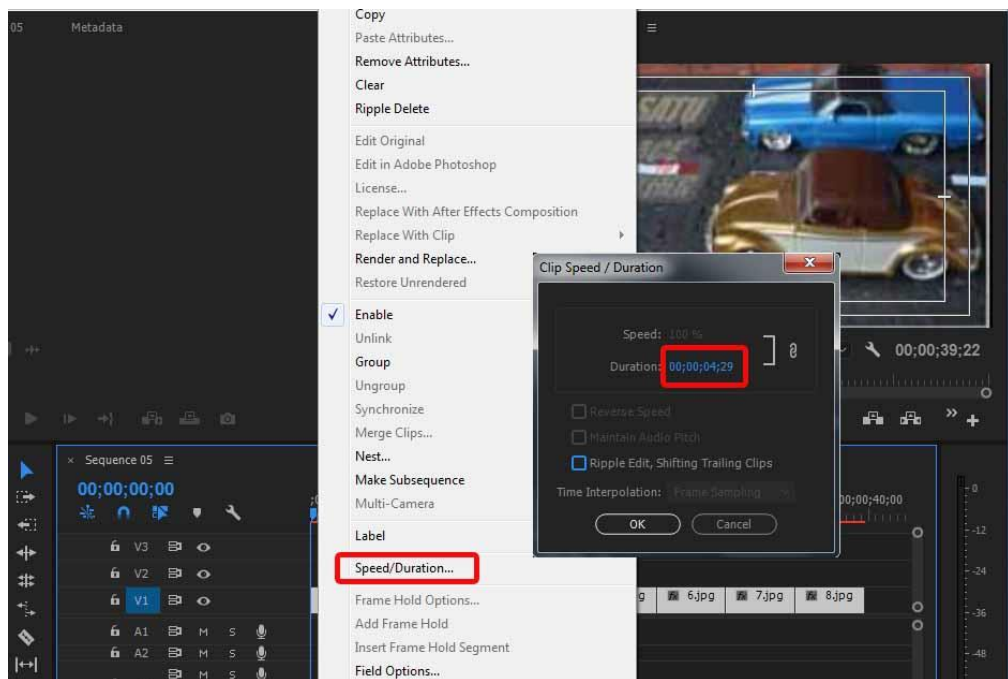 05
Metadata
Copy
Paste Attributes...
Remove Attributes...
Clear
Ripple Delete
Edit Original
Edit in Adobe Photoshop
License...
Replace With After Effects Composition
Replace With Clip
Render and Replace...
Restore Unrendered
Enable
Unlink
Group
Ungroup
Synchronize
Merge Clips...
Nest...
Make Subsequence
Multi-Camera
Label
Speed/Duration...
Frame Hold Options...
Add Frame Hold
Insert Frame Hold Segment
Field Options...
SATU
Clip Speed / Duration
Speed: 100 %
Duration: 00;00;04;29
Reverse Speed
Maintain Audio Pitch
Ripple Edit, Shifting Trailing Clips
Time Interpolation: Frame Sampling
OK Cancel
00;00;39;22
× Sequence 05
00;00;00;00
00;00;40;00
V3
V2
V1
fx 6.jpg fx 7.jpg fx 8.jpg
A1 M S
A2 M S
M S
0
-12
-24
-36
-48